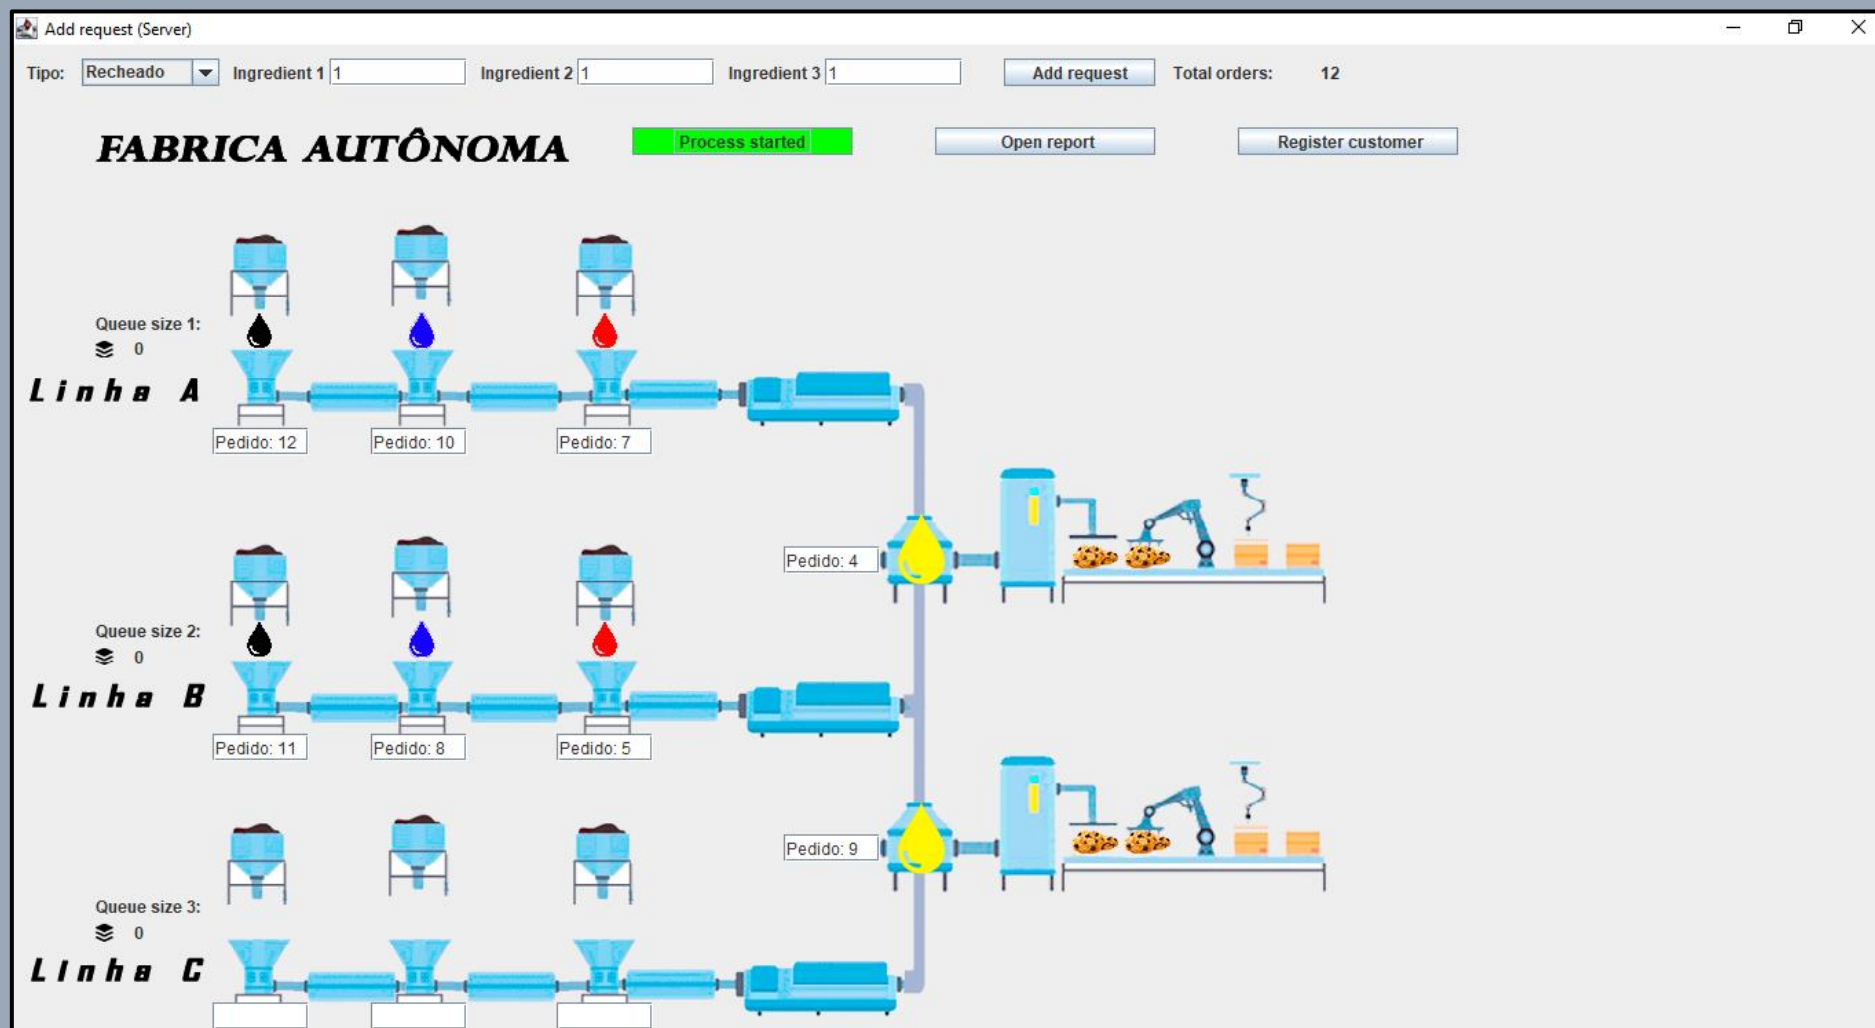 Add request (Server)
Tipo: Recheado Ingredient 1 1 Ingredient 2 1 Ingredient 3 1 Add request Total orders: 12
FABRICA AUTÔNOMA Process started Open report Register customer
Queue size 1:
0
Linha A
Pedido: 12 Pedido: 10 Pedido: 7
Pedido: 4
Queue size 2:
0
Linha B
Pedido: 11 Pedido: 8 Pedido: 5
Pedido: 9
Queue size 3:
0
Linha C